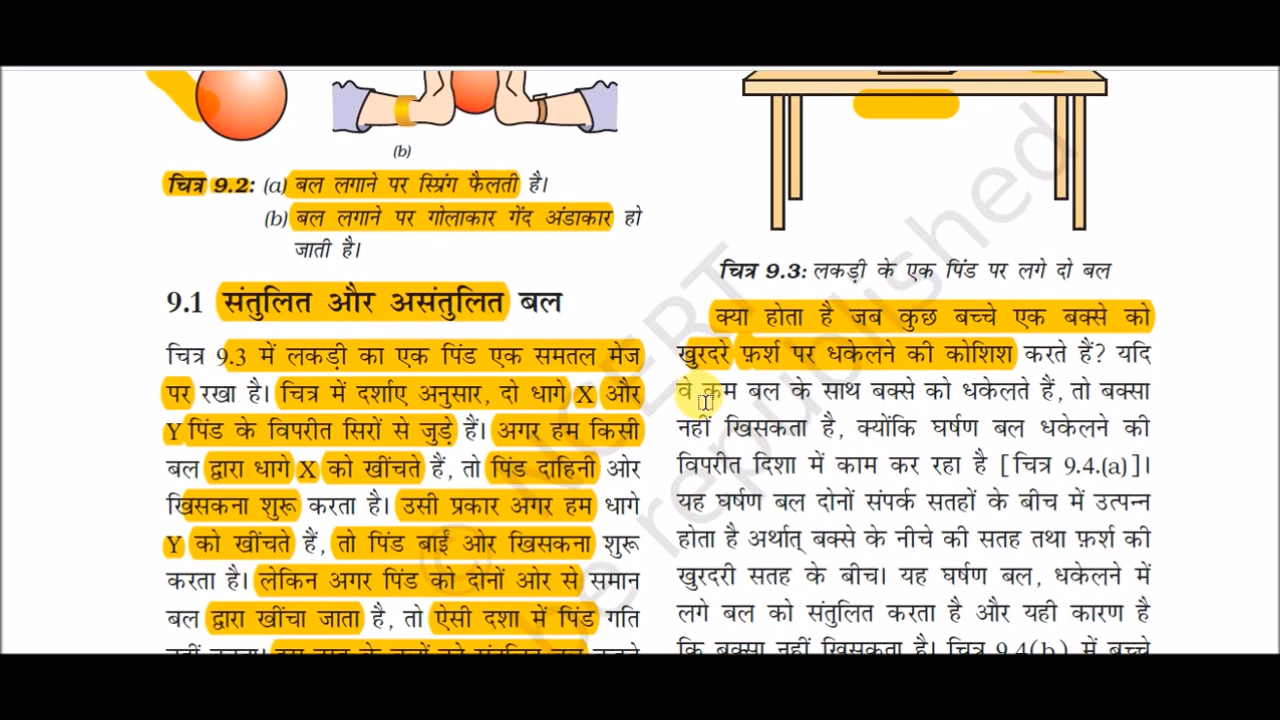 (b)
चित्र 9.2: (a) बल लगाने पर स्प्रिंग फैलती है।
(b) बल लगाने पर गोलाकार गेंद अंडाकार हो
जाती है।
9.1 संतुलित और असंतुलित बल
चित्र 9.3 में लकड़ी का एक पिंड एक समतल मेज
पर रखा है। चित्र में दर्शाए अनुसार, दो धागे X और
Y पिंड के विपरीत सिरों से जुड़े हैं। अगर हम किसी
बल द्वारा धागे X को खींचते हैं, तो पिंड दाहिनी ओर
खिसकना शुरू करता है। उसी प्रकार अगर हम धागे
Y को खींचते हैं, तो पिंड बाईं ओर खिसकना शुरू
करता है। लेकिन अगर पिंड को दोनों ओर से समान
बल द्वारा खींचा जाता है, तो ऐसी दशा में पिंड गति
चित्र 9.3: लकड़ी के एक पिंड पर लगे दो बल
क्या होता है जब कुछ बच्चे एक बक्से को
खुरदरे फ़र्श पर धकेलने की कोशिश करते हैं? यदि
वे कम बल के साथ बक्से को धकेलते हैं, तो बक्सा
नहीं खिसकता है, क्योंकि घर्षण बल धकेलने की
विपरीत दिशा में काम कर रहा है [चित्र 9.4.(a)]।
यह घर्षण बल दोनों संपर्क सतहों के बीच में उत्पन्न
होता है अर्थात् बक्से के नीचे की सतह तथा फ़र्श की
खुरदरी सतह के बीच। यह घर्षण बल, धकेलने में
लगे बल को संतुलित करता है और यही कारण है
कि बक्सा नहीं खिसकता है। चित्र 9.4(b) में बच्चे
© NCERT
be republished